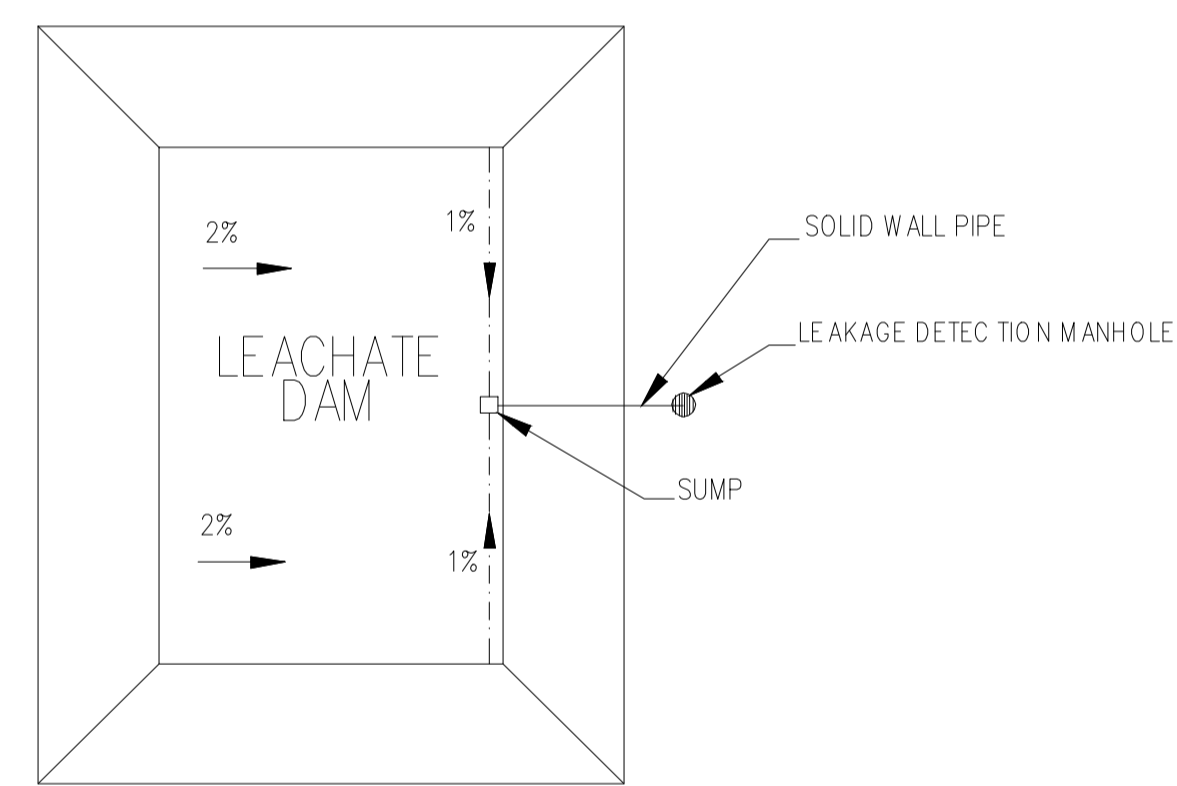 2%
1%
SOLID WALL PIPE
LEAKAGE DETECTION MANHOLE
LEACHATE
DAM
SUMP
2%
1%